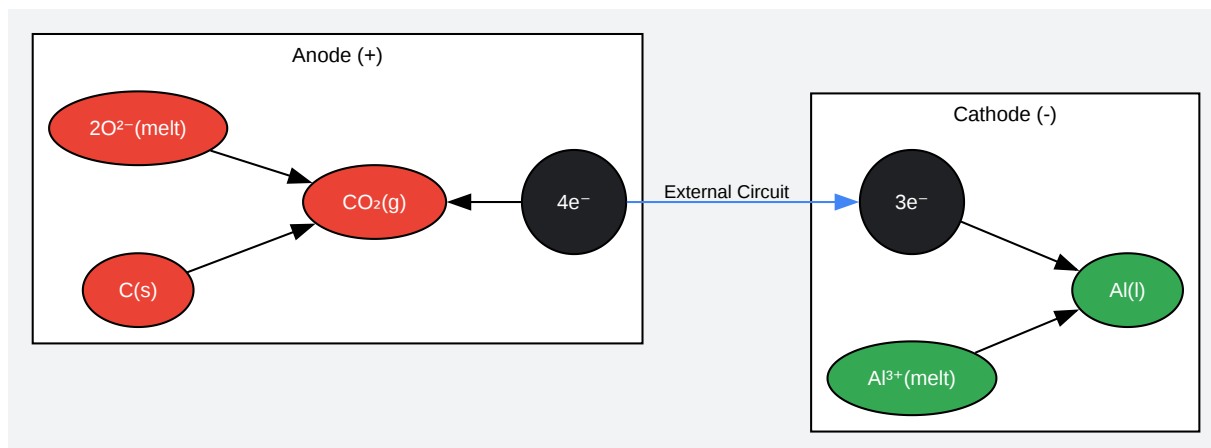 Anode (+)
2O²⁻(melt)
CO₂(g)
4e⁻
C(s)
External Circuit
Cathode (-)
3e⁻
Al(l)
Al³⁺(melt)